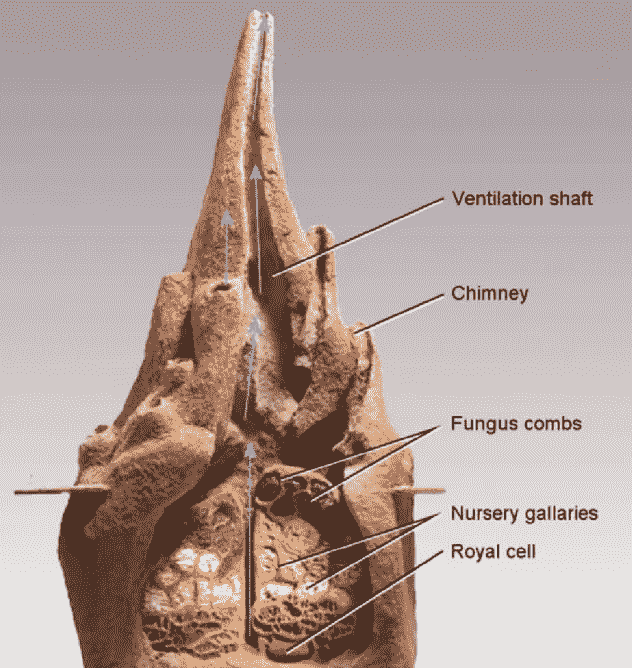 Ventilation shaft
Chimney
Fungus combs
Nursery gallaries
Royal cell